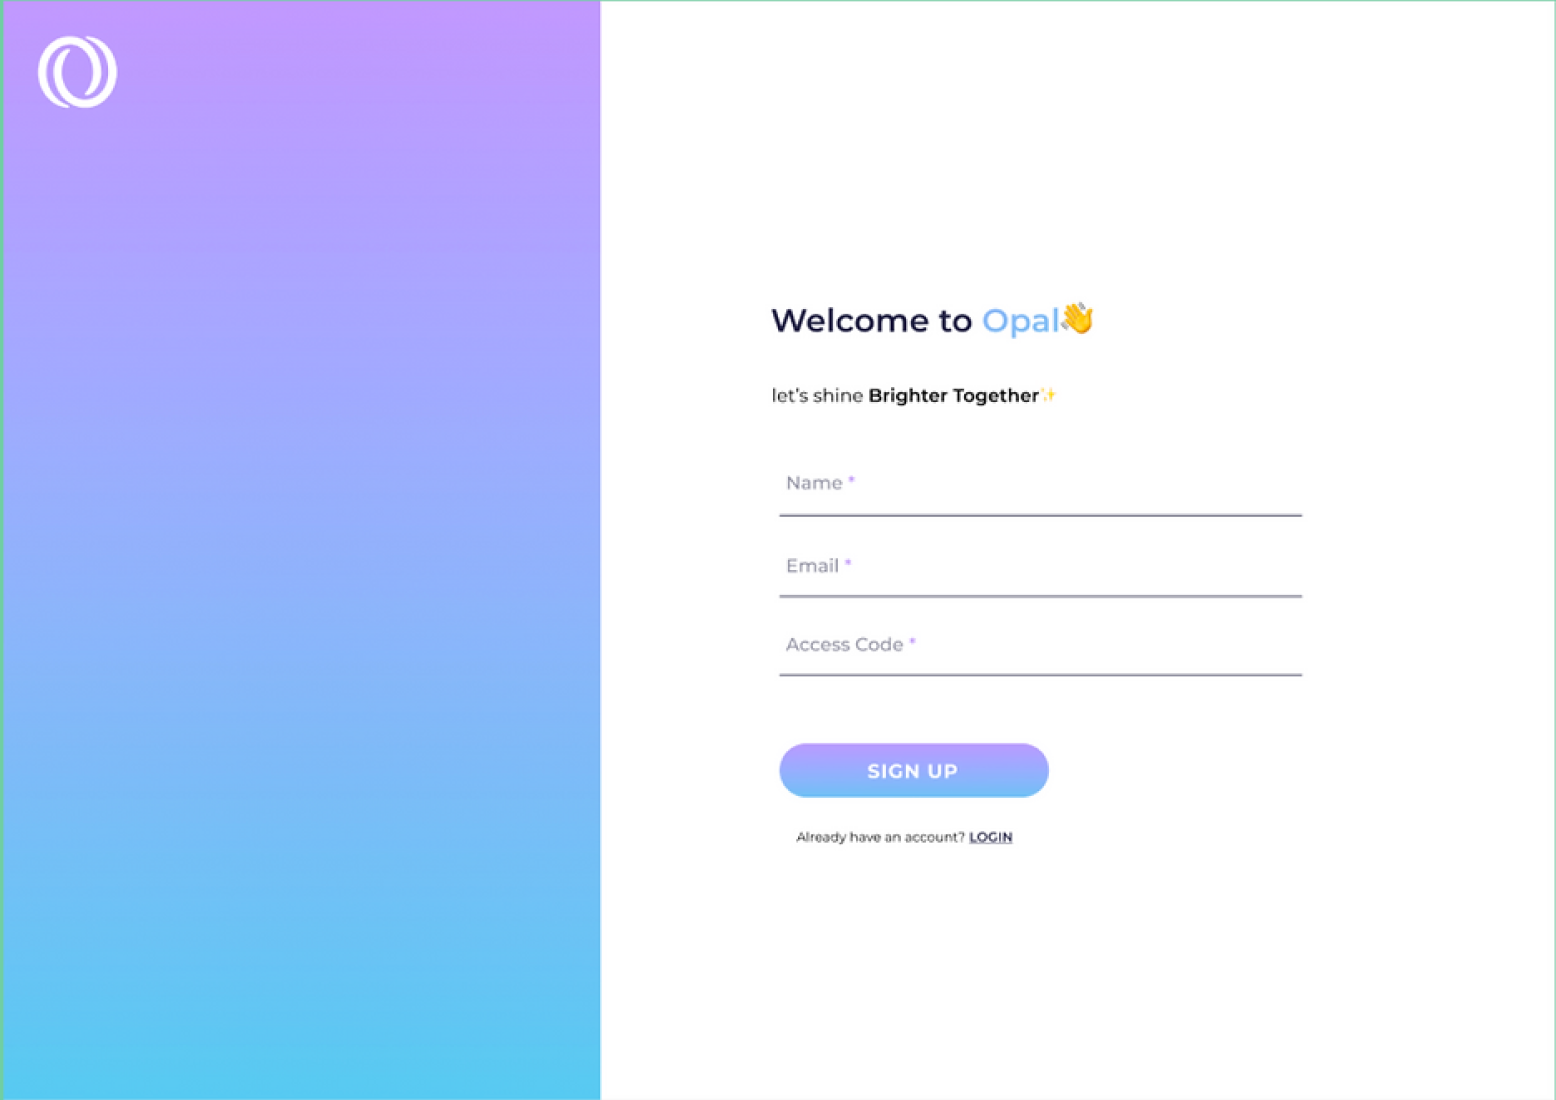 Welcome to Opal👋
let's shine Brighter Together✨
Name *
Email *
Access Code *
SIGN UP
Already have an account? LOGIN